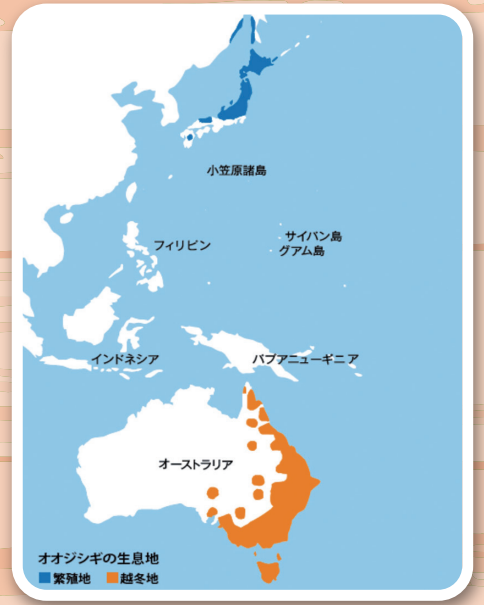 小笠原諸島
サイパン島
グアム島
フィリピン
インドネシア
パプアニューギニア
オーストラリア
オオジシギの生息地
繁殖地 越冬地